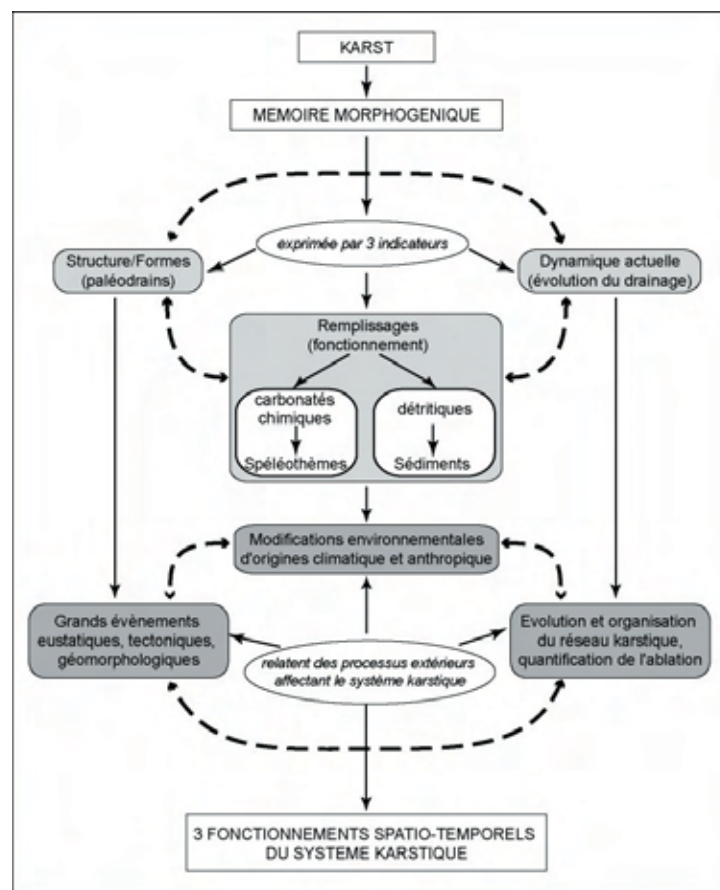 KARST
MEMOIRE MORPHOGENIQUE
exprimée par 3 indicateurs
Structure/Formes
(paléodrains)
Dynamique actuelle
(évolution du drainage)
Remplissages
(fonctionnement)
carbonatés
chimiques
Spéléothèmes
détritiques
Sédiments
Modifications environnementales
d'origines climatique et anthropique
Grands évènements
eustatiques, tectoniques,
géomorphologiques
Evolution et organisation
du réseau karstique,
quantification de l'ablation
relatent des processus extérieurs
affectant le système karstique
3 FONCTIONNEMENTS SPATIO-TEMPORELS
DU SYSTEME KARSTIQUE